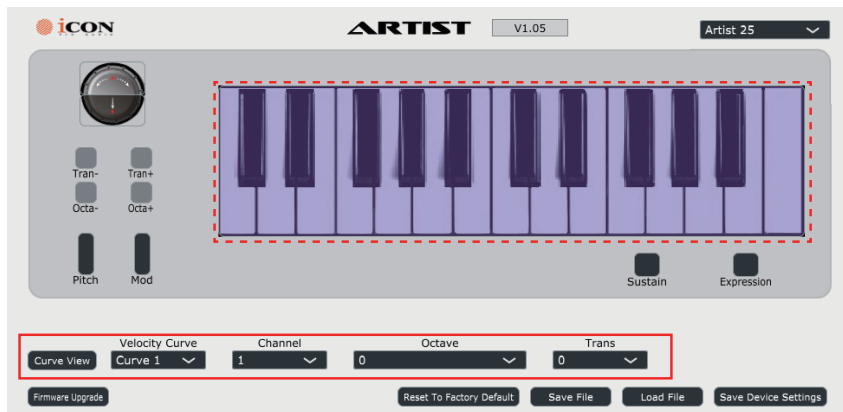 icon
ARTIST
V1.05
Artist 25
Tran- Tran+
Octa- Octa+
Pitch Mod
Sustain Expression
Velocity Curve Channel Octave Trans
Curve View Curve 1 1 0 0
Firmware Upgrade Reset To Factory Default Save File Load File Save Device Settings